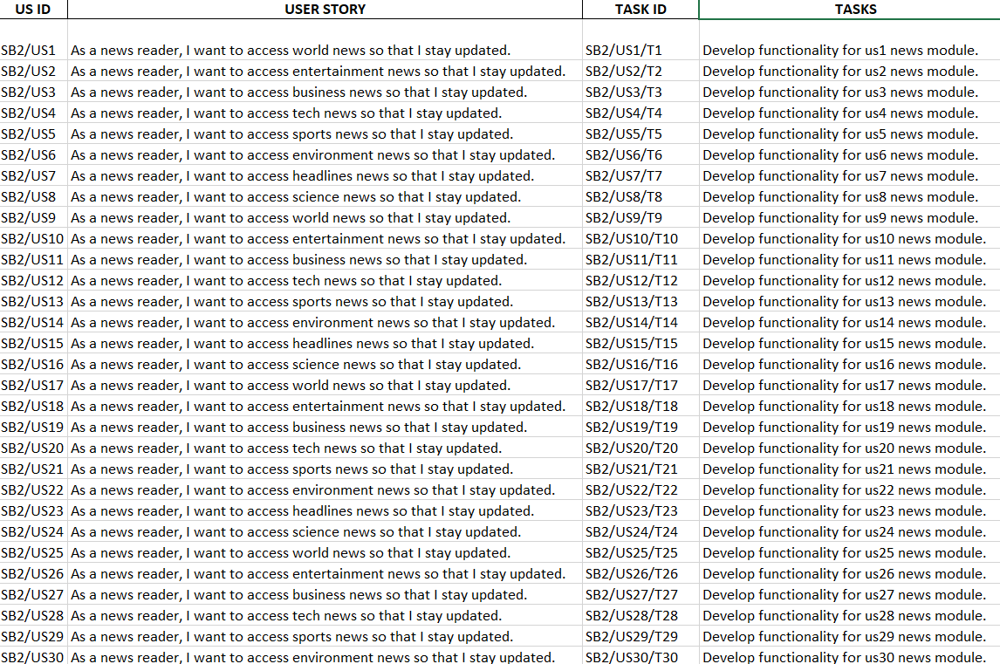 US ID USER STORY TASK ID TASKS
SB2/US1 As a news reader, I want to access world news so that I stay updated. SB2/US1/T1 Develop functionality for us1 news module.
SB2/US2 As a news reader, I want to access entertainment news so that I stay updated. SB2/US2/T2 Develop functionality for us2 news module.
SB2/US3 As a news reader, I want to access business news so that I stay updated. SB2/US3/T3 Develop functionality for us3 news module.
SB2/US4 As a news reader, I want to access tech news so that I stay updated. SB2/US4/T4 Develop functionality for us4 news module.
SB2/US5 As a news reader, I want to access sports news so that I stay updated. SB2/US5/T5 Develop functionality for us5 news module.
SB2/US6 As a news reader, I want to access environment news so that I stay updated. SB2/US6/T6 Develop functionality for us6 news module.
SB2/US7 As a news reader, I want to access headlines news so that I stay updated. SB2/US7/T7 Develop functionality for us7 news module.
SB2/US8 As a news reader, I want to access science news so that I stay updated. SB2/US8/T8 Develop functionality for us8 news module.
SB2/US9 As a news reader, I want to access world news so that I stay updated. SB2/US9/T9 Develop functionality for us9 news module.
SB2/US10 As a news reader, I want to access entertainment news so that I stay updated. SB2/US10/T10 Develop functionality for us10 news module.
SB2/US11 As a news reader, I want to access business news so that I stay updated. SB2/US11/T11 Develop functionality for us11 news module.
SB2/US12 As a news reader, I want to access tech news so that I stay updated. SB2/US12/T12 Develop functionality for us12 news module.
SB2/US13 As a news reader, I want to access sports news so that I stay updated. SB2/US13/T13 Develop functionality for us13 news module.
SB2/US14 As a news reader, I want to access environment news so that I stay updated. SB2/US14/T14 Develop functionality for us14 news module.
SB2/US15 As a news reader, I want to access headlines news so that I stay updated. SB2/US15/T15 Develop functionality for us15 news module.
SB2/US16 As a news reader, I want to access science news so that I stay updated. SB2/US16/T16 Develop functionality for us16 news module.
SB2/US17 As a news reader, I want to access world news so that I stay updated. SB2/US17/T17 Develop functionality for us17 news module.
SB2/US18 As a news reader, I want to access entertainment news so that I stay updated. SB2/US18/T18 Develop functionality for us18 news module.
SB2/US19 As a news reader, I want to access business news so that I stay updated. SB2/US19/T19 Develop functionality for us19 news module.
SB2/US20 As a news reader, I want to access tech news so that I stay updated. SB2/US20/T20 Develop functionality for us20 news module.
SB2/US21 As a news reader, I want to access sports news so that I stay updated. SB2/US21/T21 Develop functionality for us21 news module.
SB2/US22 As a news reader, I want to access environment news so that I stay updated. SB2/US22/T22 Develop functionality for us22 news module.
SB2/US23 As a news reader, I want to access headlines news so that I stay updated. SB2/US23/T23 Develop functionality for us23 news module.
SB2/US24 As a news reader, I want to access science news so that I stay updated. SB2/US24/T24 Develop functionality for us24 news module.
SB2/US25 As a news reader, I want to access world news so that I stay updated. SB2/US25/T25 Develop functionality for us25 news module.
SB2/US26 As a news reader, I want to access entertainment news so that I stay updated. SB2/US26/T26 Develop functionality for us26 news module.
SB2/US27 As a news reader, I want to access business news so that I stay updated. SB2/US27/T27 Develop functionality for us27 news module.
SB2/US28 As a news reader, I want to access tech news so that I stay updated. SB2/US28/T28 Develop functionality for us28 news module.
SB2/US29 As a news reader, I want to access sports news so that I stay updated. SB2/US29/T29 Develop functionality for us29 news module.
SB2/US30 As a news reader, I want to access environment news so that I stay updated. SB2/US30/T30 Develop functionality for us30 news module.